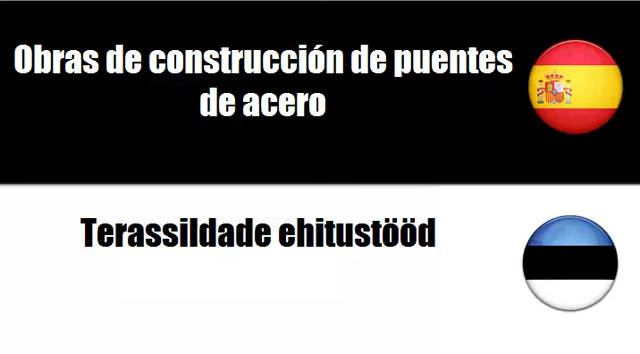 Obras de construcción de puentes
de acero
Terassildade ehitustööd